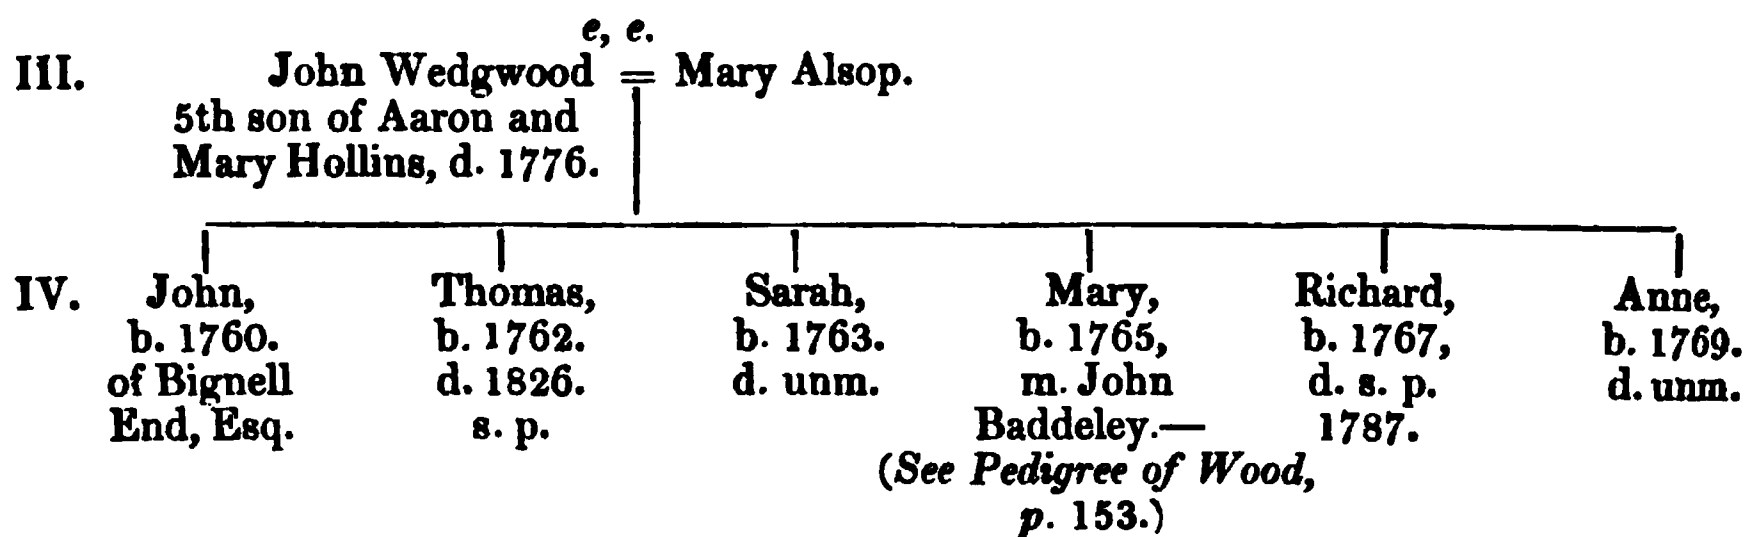 e, e.
III. John Wedgwood = Mary Alsop.
5th son of Aaron and
Mary Hollins, d. 1776.
IV. John, Thomas, Sarah, Mary, Richard, Anne,
b. 1760. b. 1762. b. 1763. b. 1765, b. 1767, b. 1769.
of Bignell d. 1826. d. unm. m. John d. s. p. d. unm.
End, Esq. s. p. Baddeley.— 1787.
(See Pedigree of Wood,
p. 153.)